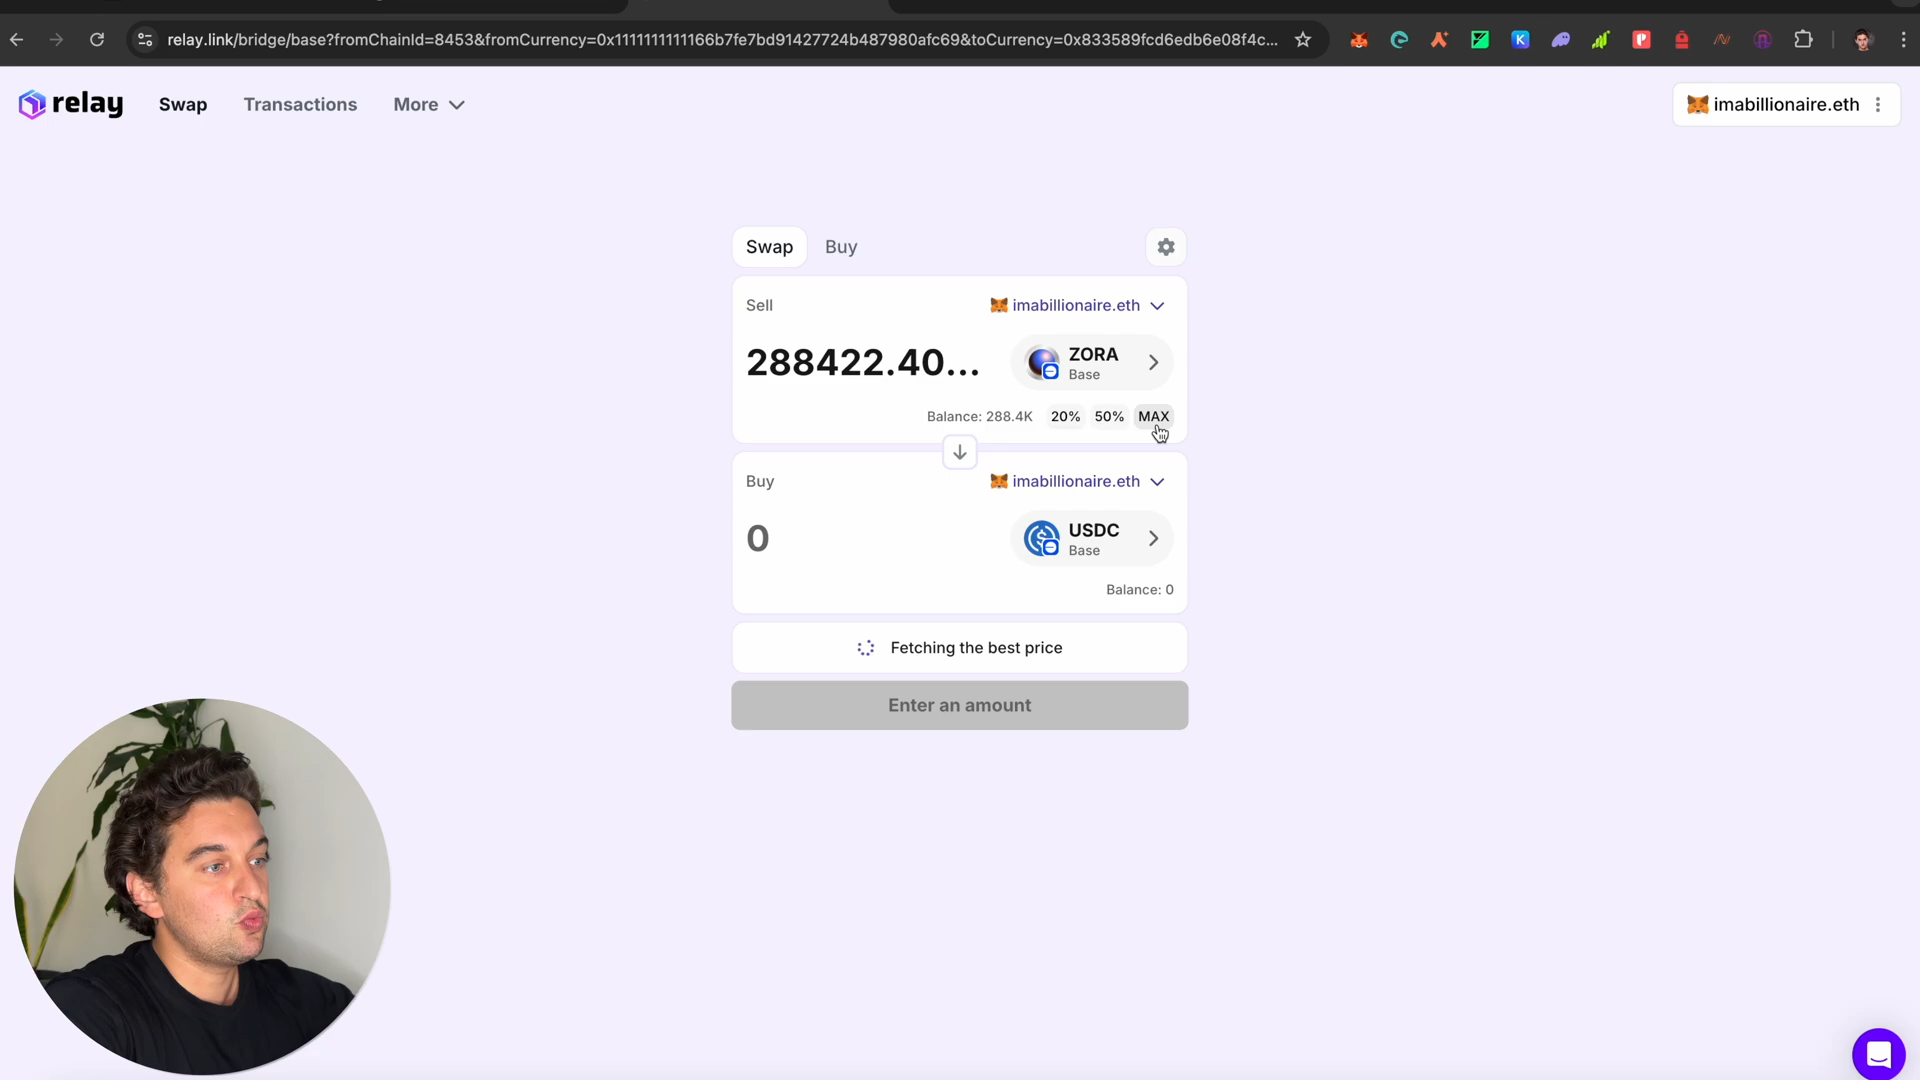 relay.link/bridge/base?fromChainId=8453&fromCurrency=0x1111111111166b7fe7bd91427724b487980afc69&toCurrency=0x833589fcd6edb6e08f4c...
relay
Swap
Transactions
More
imabillionaire.eth
Swap
Buy
Sell
imabillionaire.eth
288422.40...
ZORA
Base
Balance: 288.4K
20%
50%
MAX
Buy
imabillionaire.eth
0
USDC
Base
Balance: 0
Fetching the best price
Enter an amount